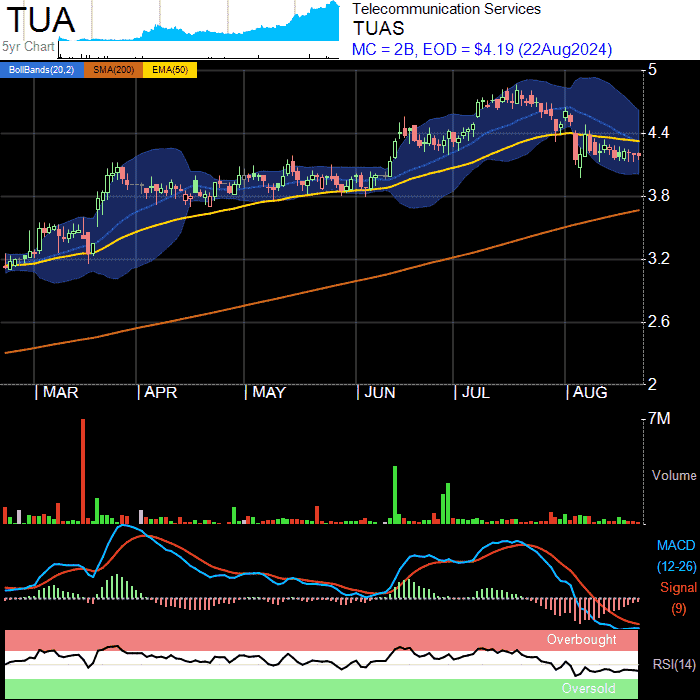 TUA
5yr Chart
Telecommunication Services
TUAS
MC = 2B, EOD = $4.19 (22Aug2024)
BollBands(20,2) SMA(200) EMA(50)
5
4.4
3.8
3.2
2.6
2
MAR APR MAY JUN JUL AUG
7M
Volume
MACD
(12-26)
Signal
(9)
Overbought
RSI(14)
Oversold